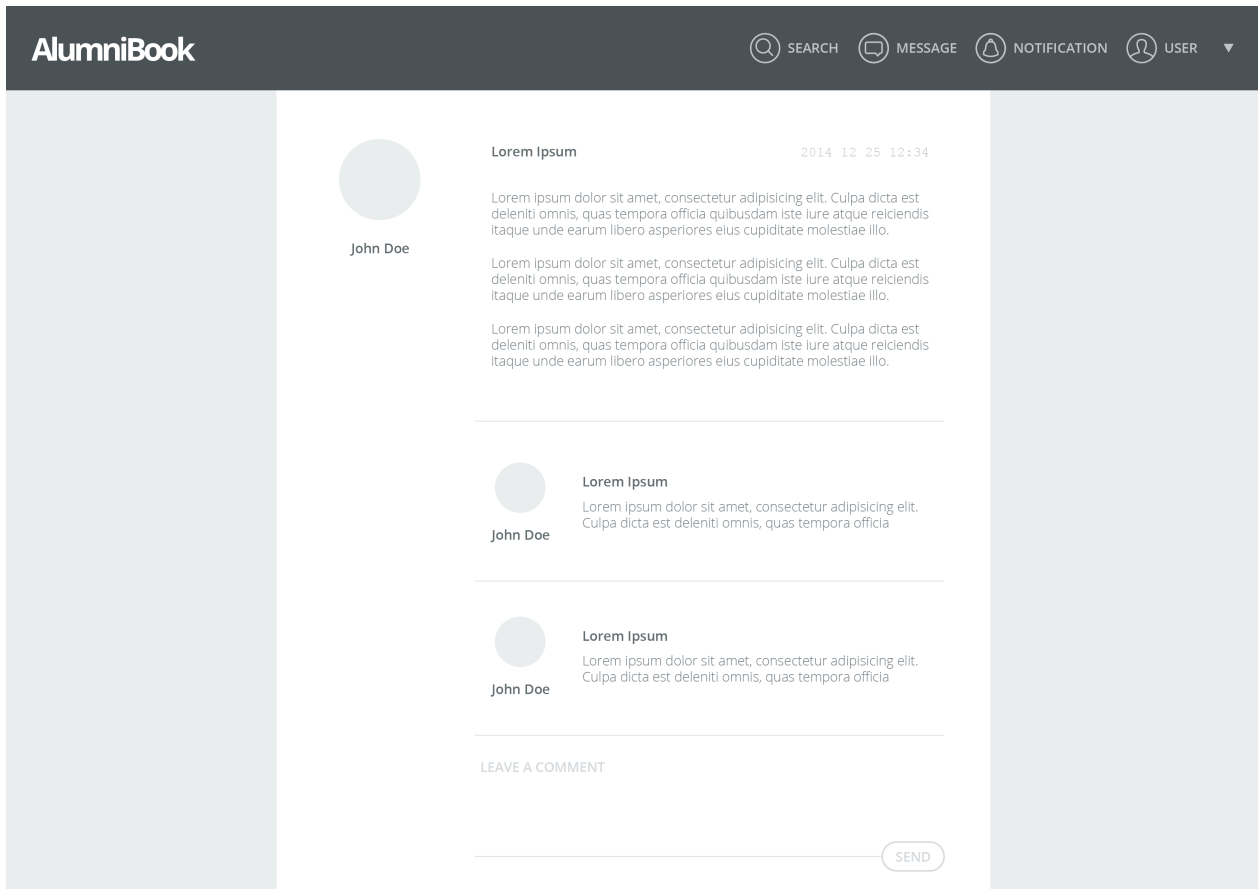 AlumniBook
SEARCH
MESSAGE
NOTIFICATION
USER
Lorem Ipsum
2014 12 25 12:34
John Doe
Lorem ipsum dolor sit amet, consectetur adipisicing elit. Culpa dicta est
deleniti omnis, quas tempora officia quibusdam iste iure atque reiciendis
itaque unde earum libero asperiores eius cupiditate molestiae illo.
Lorem ipsum dolor sit amet, consectetur adipisicing elit. Culpa dicta est
deleniti omnis, quas tempora officia quibusdam iste iure atque reiciendis
itaque unde earum libero asperiores eius cupiditate molestiae illo.
Lorem ipsum dolor sit amet, consectetur adipisicing elit. Culpa dicta est
deleniti omnis, quas tempora officia quibusdam iste iure atque reiciendis
itaque unde earum libero asperiores eius cupiditate molestiae illo.
John Doe
Lorem Ipsum
Lorem ipsum dolor sit amet, consectetur adipisicing elit.
Culpa dicta est deleniti omnis, quas tempora officia
John Doe
Lorem Ipsum
Lorem ipsum dolor sit amet, consectetur adipisicing elit.
Culpa dicta est deleniti omnis, quas tempora officia
LEAVE A COMMENT
SEND